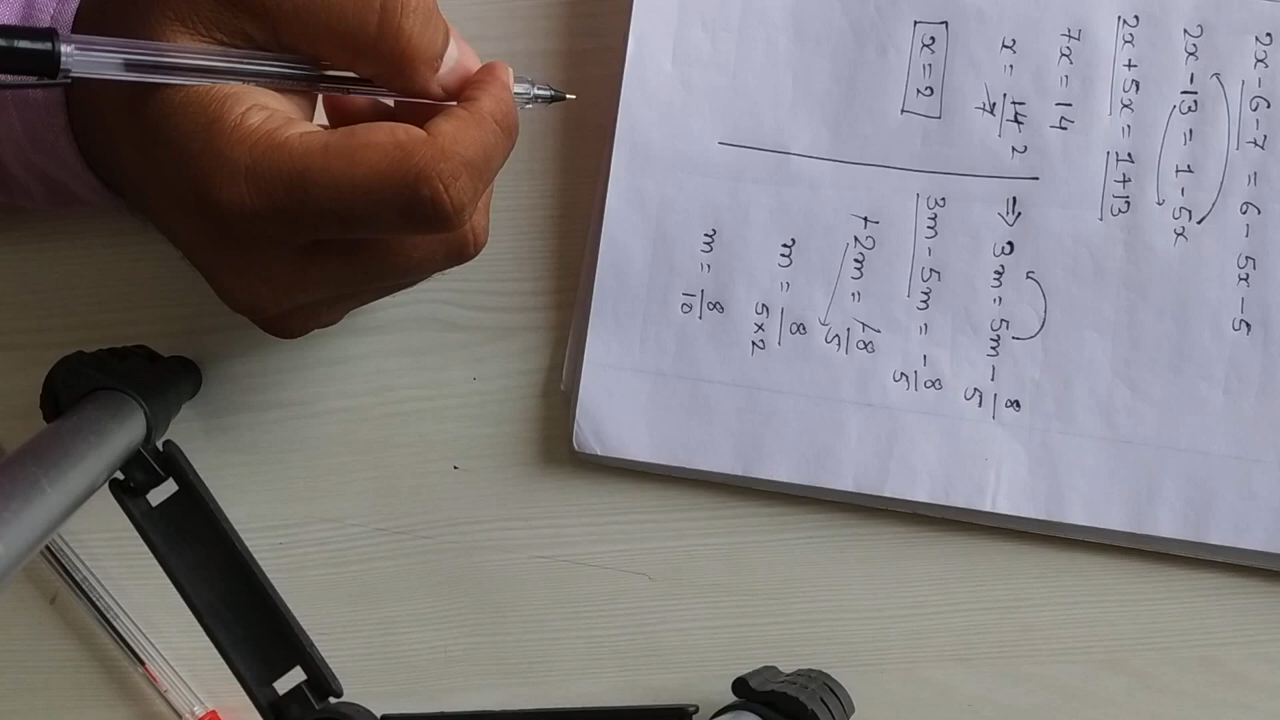 2x - 6 - 7 = 6 - 5x - 5
2x - 13 = 1 - 5x
2x + 5x = 1 + 13
7x = 14
x = 14/7 2
x = 2
⇒ 3m = 5m - 8/5
3m - 5m = - 8/5
+2m = +8/5
m = 8/5×2
m = 8/10